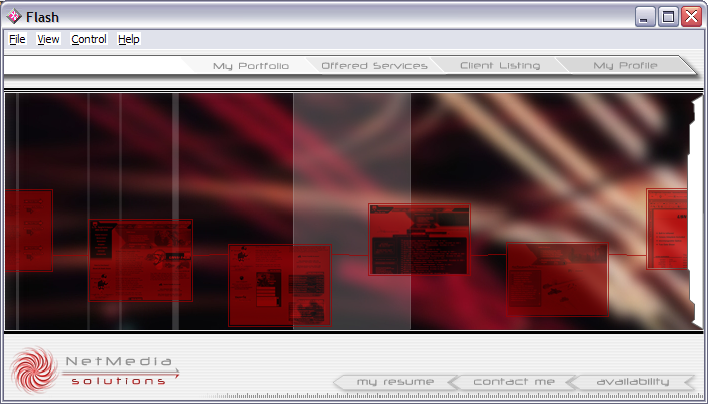 Flash
File View Control Help
My Portfolio Offered Services Client Listing My Profile
NetMedia
solutions
my resume contact me availability